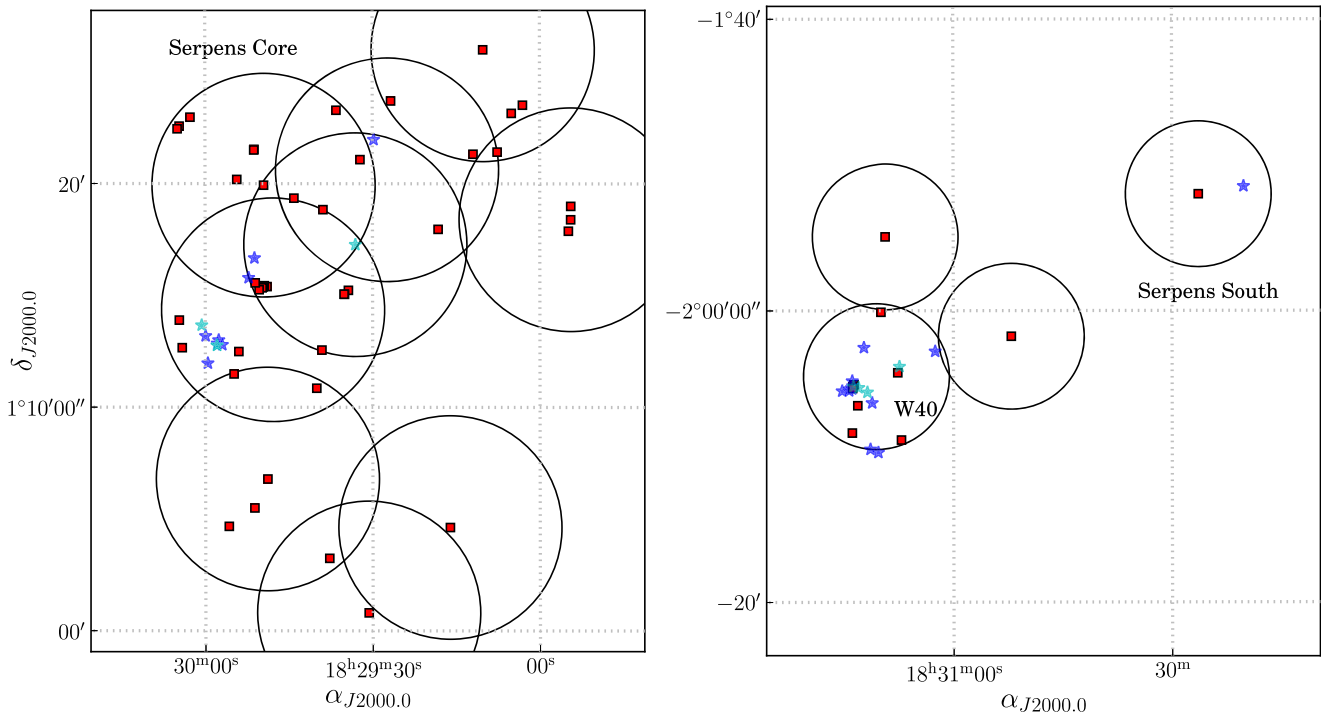 Serpens Core
20′
1°10′00″
00′
δJ2000.0
30ᵐ00ˢ
18ʰ29ᵐ30ˢ
00ˢ
αJ2000.0
−1°40′
−2°00′00″
−20′
Serpens South
W40
18ʰ31ᵐ00ˢ
30ᵐ
αJ2000.0